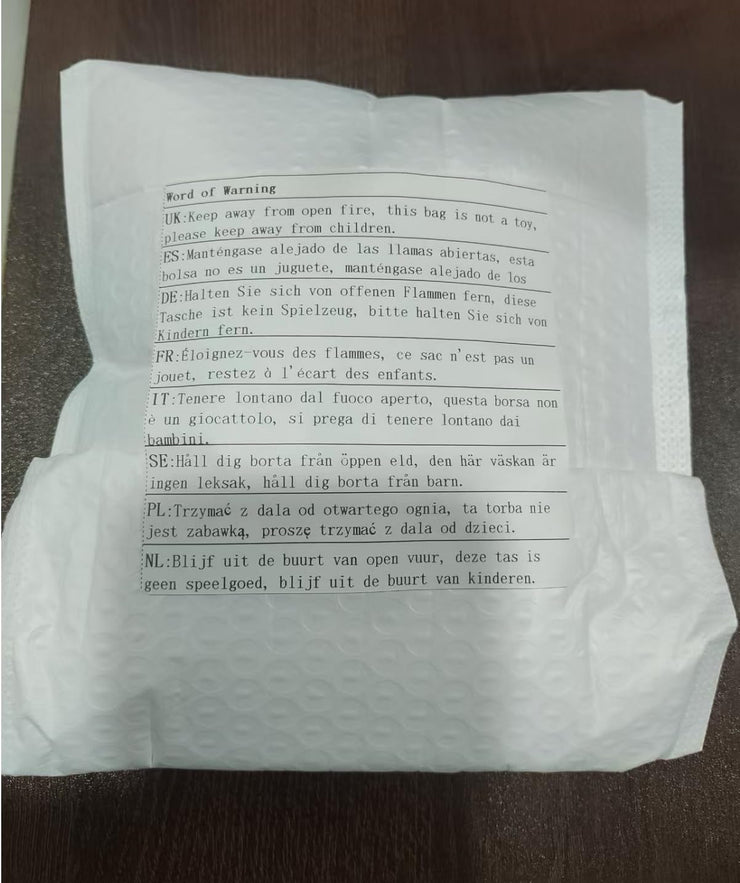 Word of Warning
UK:Keep away from open fire, this bag is not a toy,
please keep away from children.
ES:Manténgase alejado de las llamas abiertas, esta
bolsa no es un juguete, manténgase alejado de los
DE:Halten Sie sich von offenen Flammen fern, diese
Tasche ist kein Spielzeug, bitte halten Sie sich von
Kindern fern.
FR:Éloignez-vous des flammes, ce sac n'est pas un
jouet, restez à l'écart des enfants.
IT:Tenere lontano dal fuoco aperto, questa borsa non
è un giocattolo, si prega di tenere lontano dai
bambini.
SE:Håll dig borta från öppen eld, den här väskan är
ingen leksak, håll dig borta från barn.
PL:Trzymać z dala od otwartego ognia, ta torba nie
jest zabawką, proszę trzymać z dala od dzieci.
NL:Blijf uit de buurt van open vuur, deze tas is
geen speelgoed, blijf uit de buurt van kinderen.